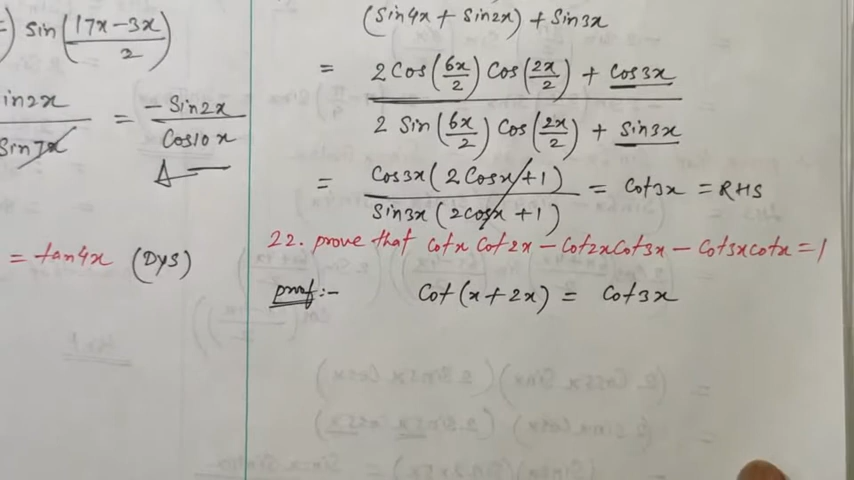 =) Sin((17x-3x)/2)
in2x/Sin7x = -Sin2x/Cos10x
= tan4x (Dys)
(Sin4x + Sin2x) + Sin3x
= (2Cos(6x/2) Cos(2x/2) + Cos3x)/(2 Sin(6x/2) Cos(2x/2) + Sin3x)
= Cos3x(2Cosx+1)/Sin3x(2cosx+1) = Cot3x = RHS
22. prove that Cotx Cot2x - Cot2xCot3x - Cot3xcotx = 1
proof:- Cot(x+2x) = Cot3x